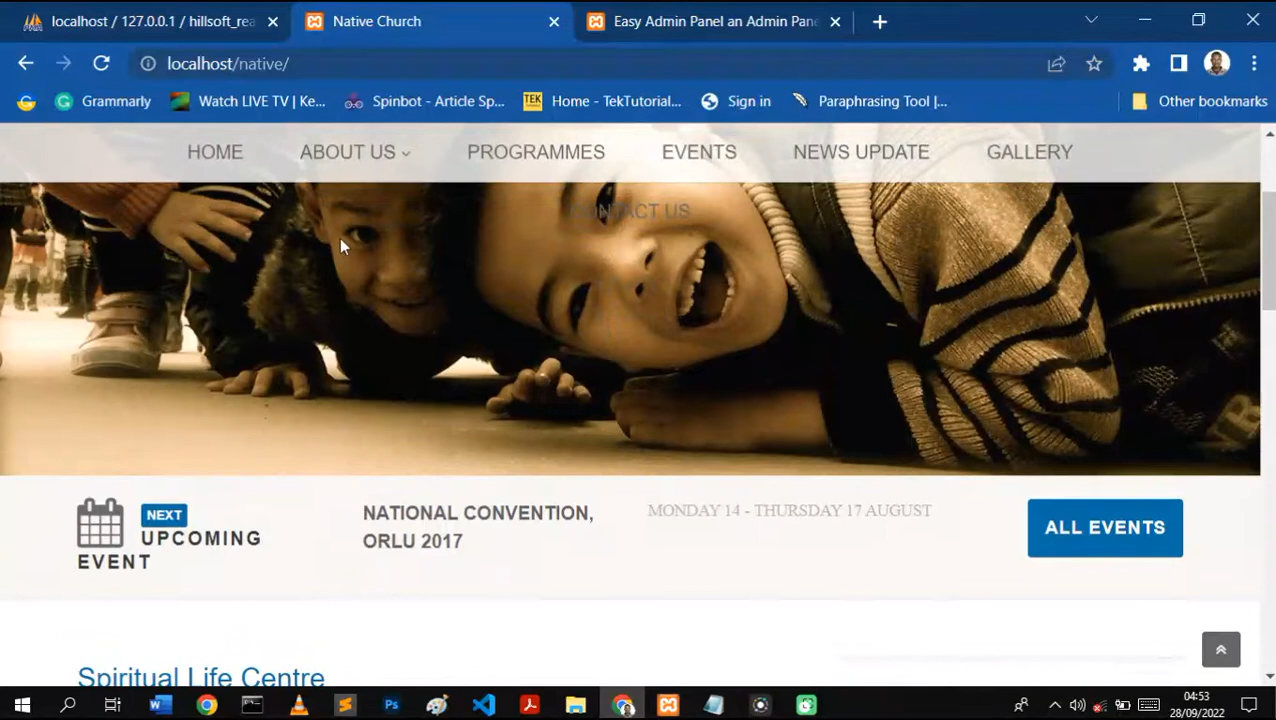 localhost / 127.0.0.1 / hillsoft_rea
Native Church
Easy Admin Panel an Admin Pane
localhost/native/
Grammarly
Watch LIVE TV | Ke...
Spinbot - Article Sp...
TEK
Home - TekTutorial...
Sign in
Paraphrasing Tool |...
Other bookmarks
HOME
ABOUT US
PROGRAMMES
EVENTS
NEWS UPDATE
GALLERY
CONTACT US
NEXT
UPCOMING
EVENT
NATIONAL CONVENTION,
ORLU 2017
MONDAY 14 - THURSDAY 17 AUGUST
ALL EVENTS
Spiritual Life Centre
04:53
28/09/2022